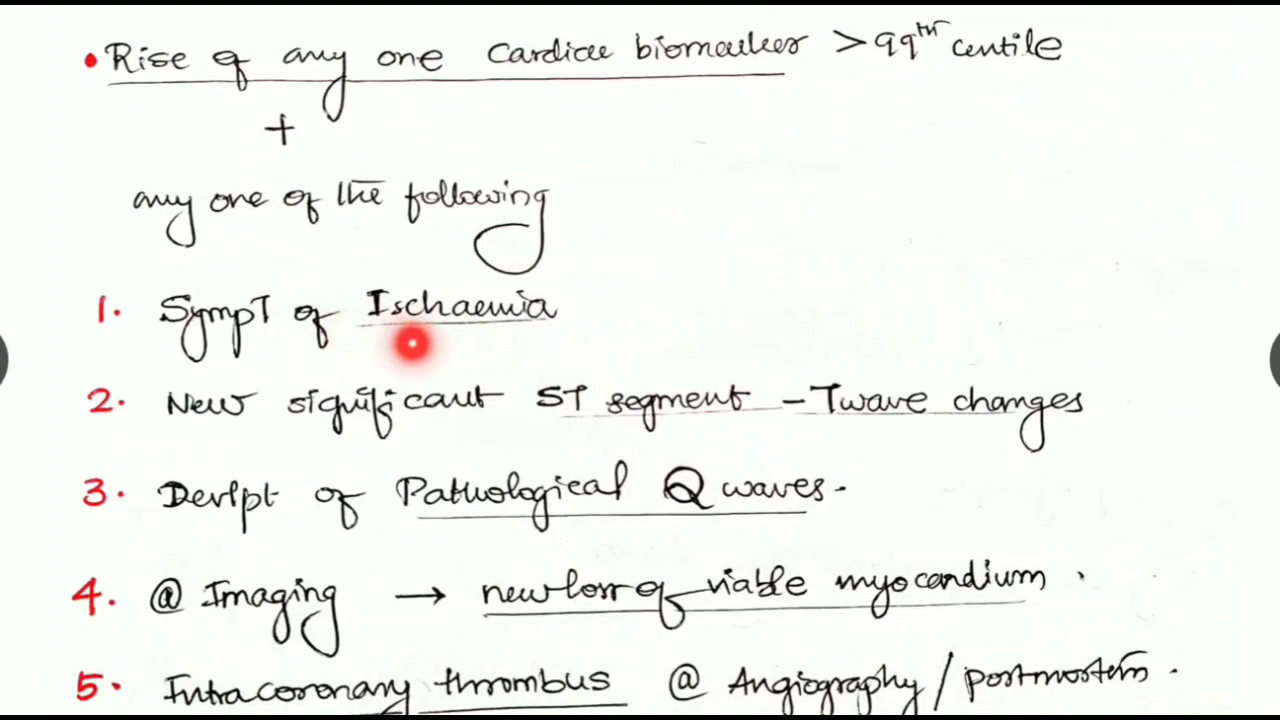 • Rise of any one cardiac biomarker > 99th centile
+
any one of the following
1. Sympt of Ischaemia
2. New significant ST segment - T wave changes
3. Devlpt of Pathological Q waves.
4. @ Imaging → new loss of viable myocardium.
5. Intracoronary thrombus @ Angiography / postmortem.